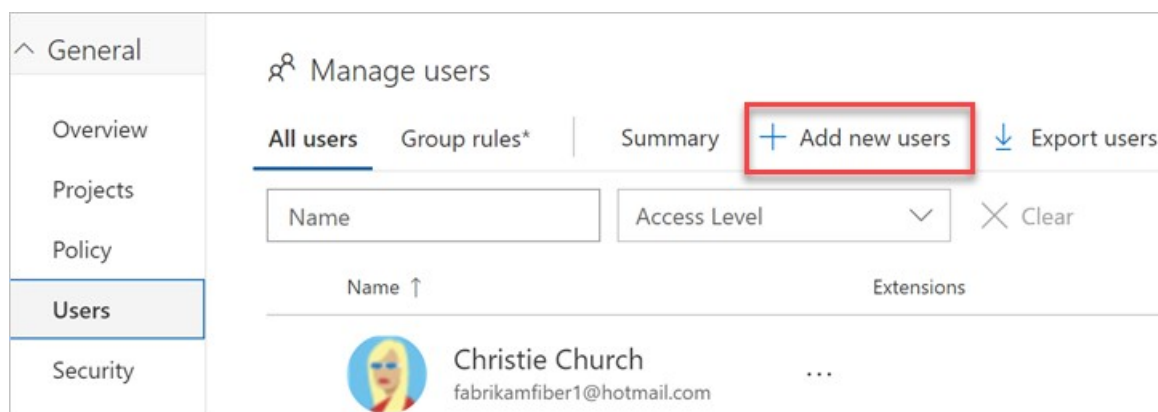 General
Overview
Projects
Policy
Users
Security
Manage users
All users Group rules* Summary + Add new users Export users
Name Access Level Clear
Name ↑ Extensions
Christie Church ...
fabrikamfiber1@hotmail.com